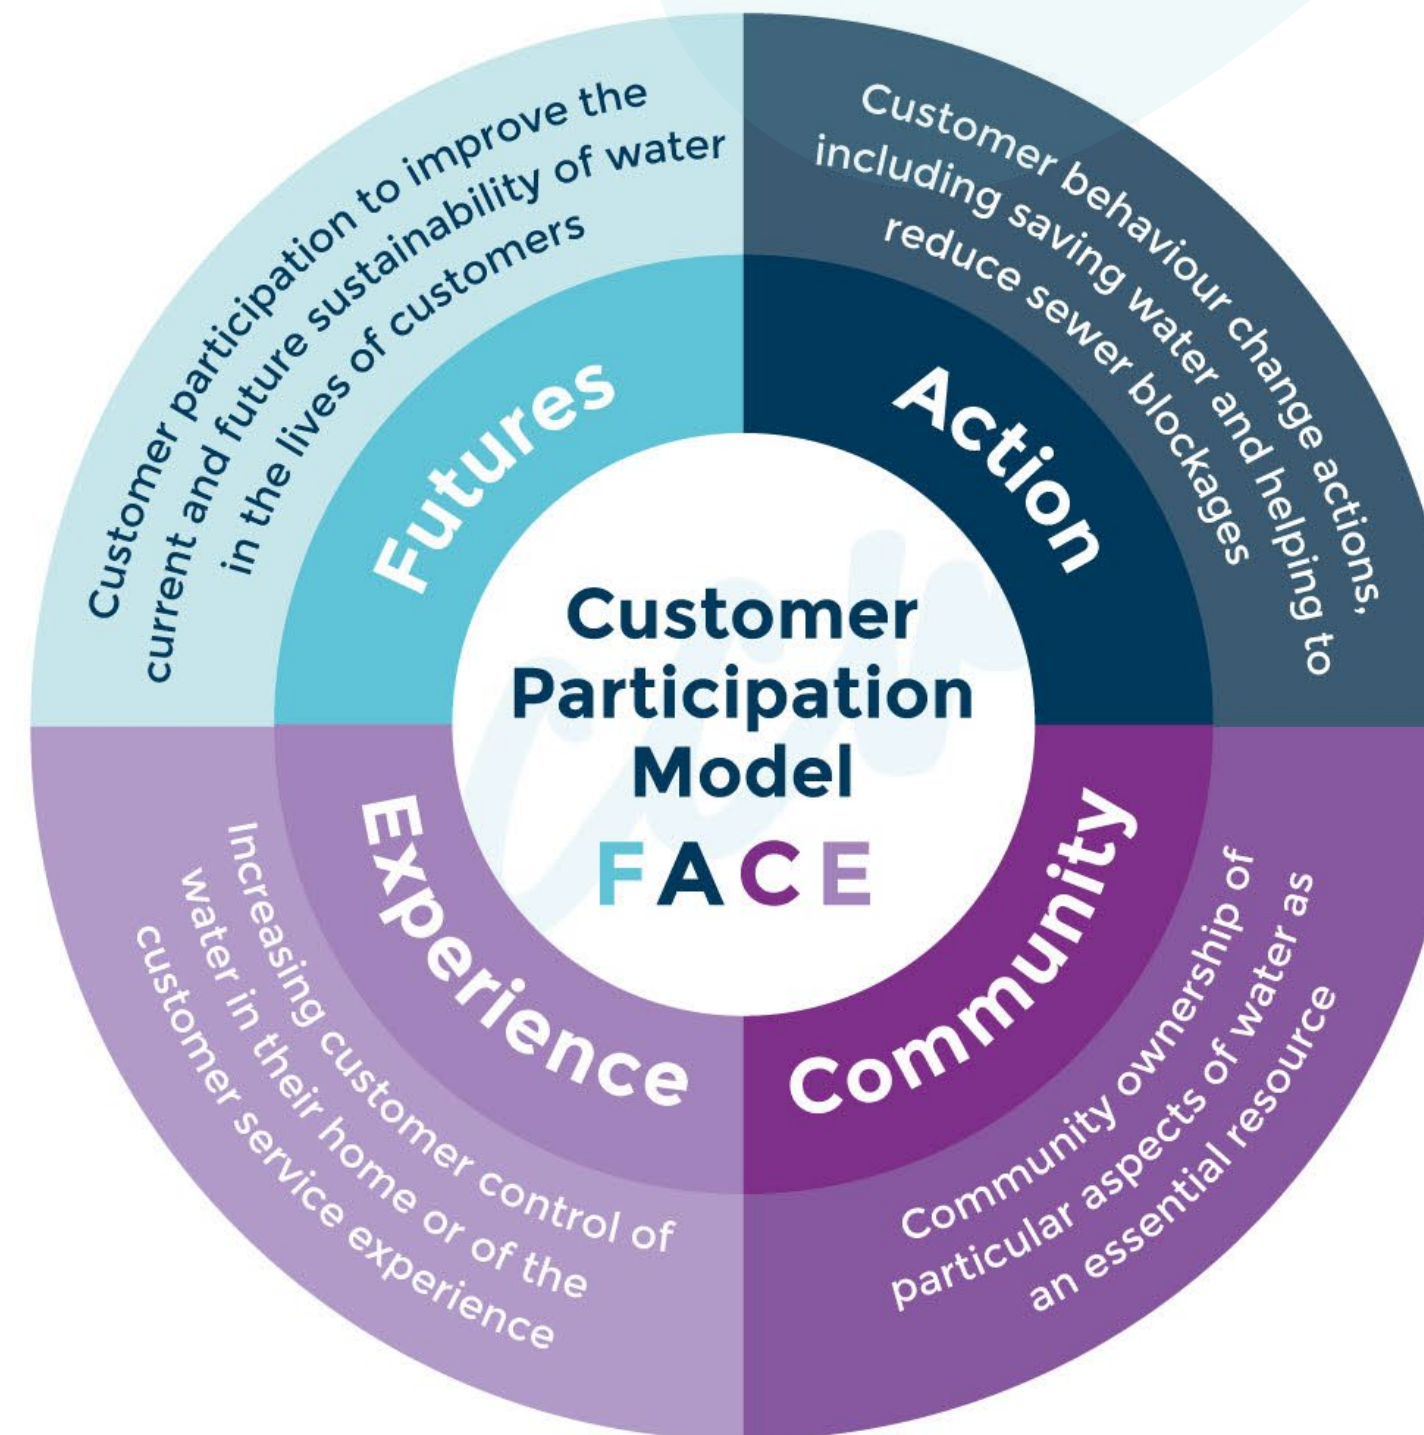 Customer participation to improve the
current and future sustainability of water
in the lives of customers
Futures
Customer behaviour change actions,
including saving water and helping to
reduce sewer blockages
Action
Customer
Participation
Model
FACE
Experience
Increasing customer control of
water in their home or of the
customer service experience
Community
Community ownership of
particular aspects of water as
an essential resource